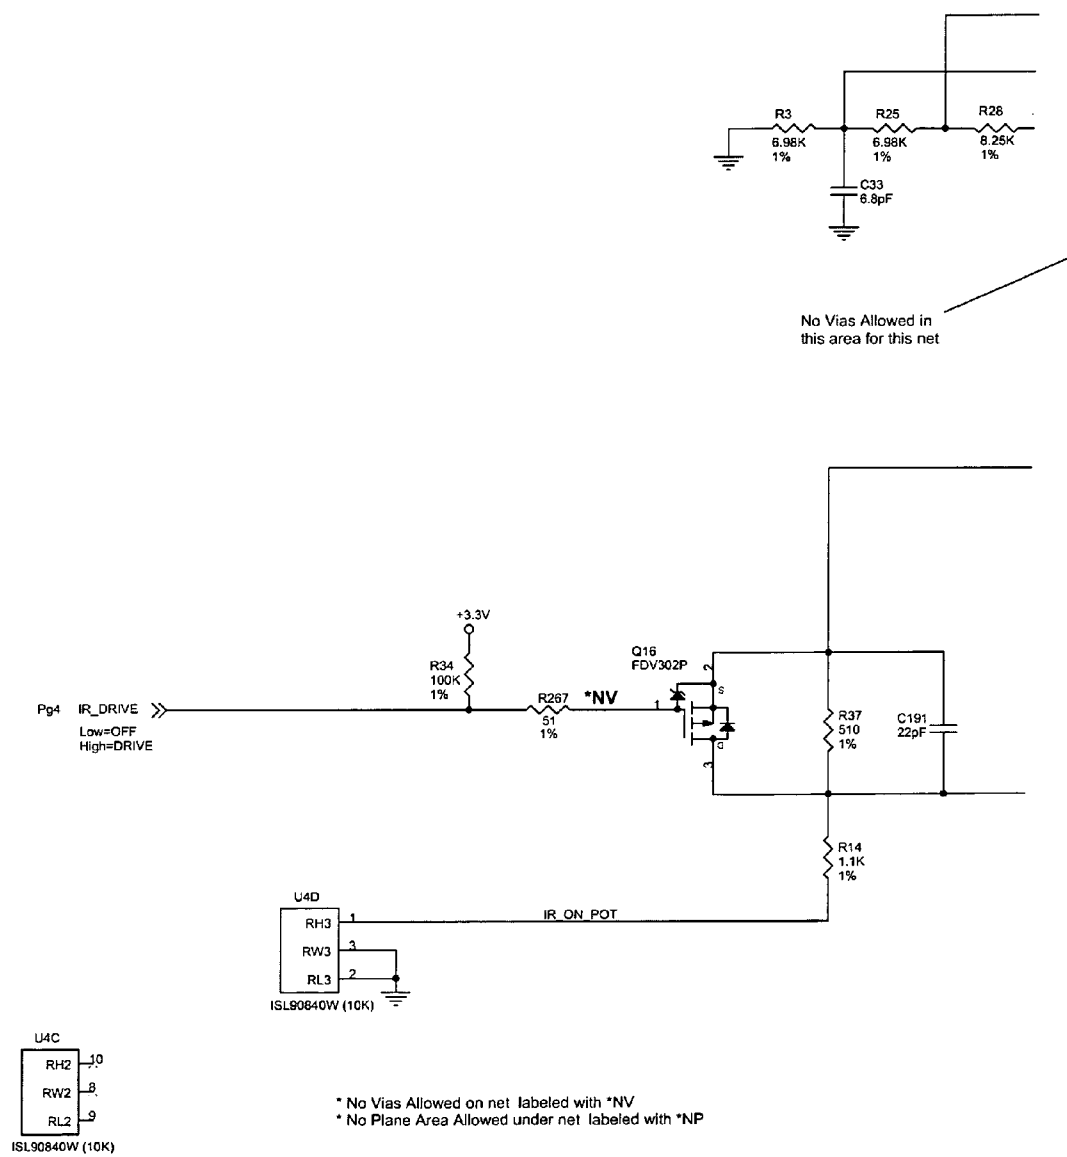 R3
6.98K
1%
R25
6.98K
1%
R28
8.25K
1%
C33
6.8pF
No Vias Allowed in
this area for this net
+3.3V
R34
100K
1%
Pg4 IR_DRIVE
Low=OFF
High=DRIVE
R267
51
1%
*NV
Q16
FDV302P
1
2
S
D
3
R37
510
1%
C191
22pF
R14
1.1K
1%
U4D
RH3 1
RW3 3
RL3 2
ISL90840W (10K)
IR_ON_POT
U4C
RH2 10
RW2 8
RL2 9
ISL90840W (10K)
* No Vias Allowed on net labeled with *NV
* No Plane Area Allowed under net labeled with *NP